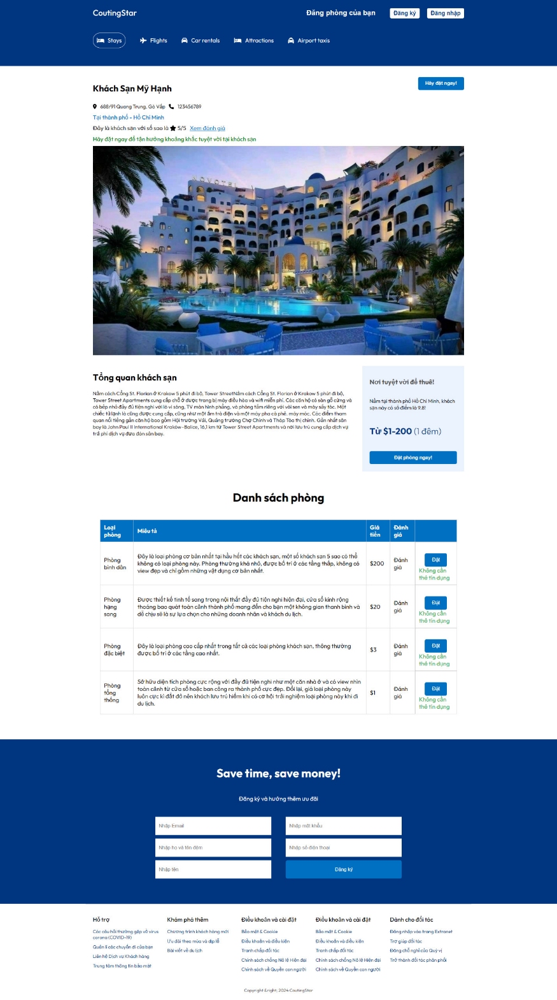 CoutingStar
Đăng phòng của bạn
Đăng ký
Đăng nhập
Stays
Flights
Car rentals
Attractions
Airport taxis
Khách Sạn Mỹ Hạnh
Hãy đặt ngay!
688/91 Quang Trung, Gò Vấp 123456789
Tại thành phố - Hồ Chí Minh
Đây là khách sạn với số sao là 5/5 Xem đánh giá
Hãy đặt ngay để tận hưởng khoảng khắc tuyệt vời tại khách sạn
NOVOTEL
Tổng quan khách sạn
Nằm cách Cổng St. Florian ở Krakow 5 phút đi bộ, Tower StreetNằm cách Cổng St. Florian ở Krakow 5 phút đi bộ,
Tower Street Apartments cung cấp chỗ ở được trang bị máy điều hòa và wifi miễn phí. Các căn hộ có sàn gỗ cứng và
có bếp nhỏ đầy đủ tiện nghi với lò vi sóng, TV màn hình phẳng, và phòng tắm riêng với vòi sen và máy sấy tóc. Một
chiếc tủ lạnh là cũng được cung cấp, cũng như một ấm trà điện và một máy pha cà phê. máy móc. Các điểm tham
quan nổi tiếng gần căn hộ bao gồm Hội trường Vải, Quảng trường Chợ Chính và Tháp Tòa thị chính. Gần nhất sân
bay là John Paul II International Kraków–Balice, 16,1 km từ Tower Street Apartments và nơi lưu trú cung cấp dịch vụ
trả phí dịch vụ đưa đón sân bay.
Nơi tuyệt vời để thuê!
Nằm tại thành phố Hồ Chí Minh, khách
sạn này có số điểm là 9.8!
Từ $1-200 (1 đêm)
Đặt phòng ngay!
Danh sách phòng
Loại
phòng
Miêu tả
Giá
tiền
Đánh
giá
Phòng
bình dân
Đây là loại phòng cơ bản nhất tại hầu hết các khách sạn, một số khách sạn 5 sao có thể
không có loại phòng này. Phòng thường khá nhỏ, được bố trí ở các tầng thấp, không có
view đẹp và chỉ gồm những vật dụng cơ bản nhất.
$200
Đánh
giá
Đặt
Không cần
thẻ tín dụng
Phòng
hạng
sang
Được thiết kế tinh tế sang trọng nội thất đầy đủ tiện nghi hiện đại, cửa sổ kính rộng
thoáng bao quát toàn cảnh thành phố mang đến cho bạn một không gian thanh bình và
dễ chịu sẽ là sự lựa chọn cho những doanh nhân và khách du lịch.
$20
Đánh
giá
Đặt
Không cần
thẻ tín dụng
Phòng
đặc biệt
Đây là loại phòng cao cấp nhất trong tất cả các loại phòng khách sạn, thông thường
được bố trí ở các tầng cao nhất.
$3
Đánh
giá
Đặt
Không cần
thẻ tín dụng
Phòng
tổng
thống
Sở hữu diện tích phòng cực rộng với đầy đủ tiện nghi như một căn nhà ở và có view nhìn
toàn cảnh từ cửa sổ hoặc ban công ra thành phố cực đẹp. Đổi lại, giá loại phòng này
luôn cực kì đắt đỏ nên khách lưu trú hiếm khi có cơ hội trải nghiệm loại phòng này khi đi
du lịch.
$1
Đánh
giá
Đặt
Không cần
thẻ tín dụng
Save time, save money!
Đăng ký và hưởng thêm ưu đãi
Nhập Email
Nhập mật khẩu
Nhập họ và tên đệm
Nhập số điện thoại
Nhập tên
Đăng ký
Hỗ trợ
Các câu hỏi thường gặp về virus
corona (COVID-19)
Quản lí các chuyến đi của bạn
Liên hệ Dịch vụ Khách hàng
Trung tâm thông tin bảo mật
Khám phá thêm
Chương trình khách hàng mới
Ưu đãi theo mùa và dịp lễ
Bài viết về du lịch
Điều khoản và cài đặt
Bảo mật & Cookie
Điều khoản và điều kiện
Tranh chấp đối tác
Chính sách chống Nô lệ Hiện đại
Chính sách về Quyền con người
Điều khoản và cài đặt
Bảo mật & Cookie
Điều khoản và điều kiện
Tranh chấp đối tác
Chính sách chống Nô lệ Hiện đại
Chính sách về Quyền con người
Dành cho đối tác
Đăng nhập vào trang Extranet
Trợ giúp đối tác
Đăng chỗ nghỉ của Quý vị
Trở thành đối tác phân phối
Copyright &right, 2024 CoutingStar